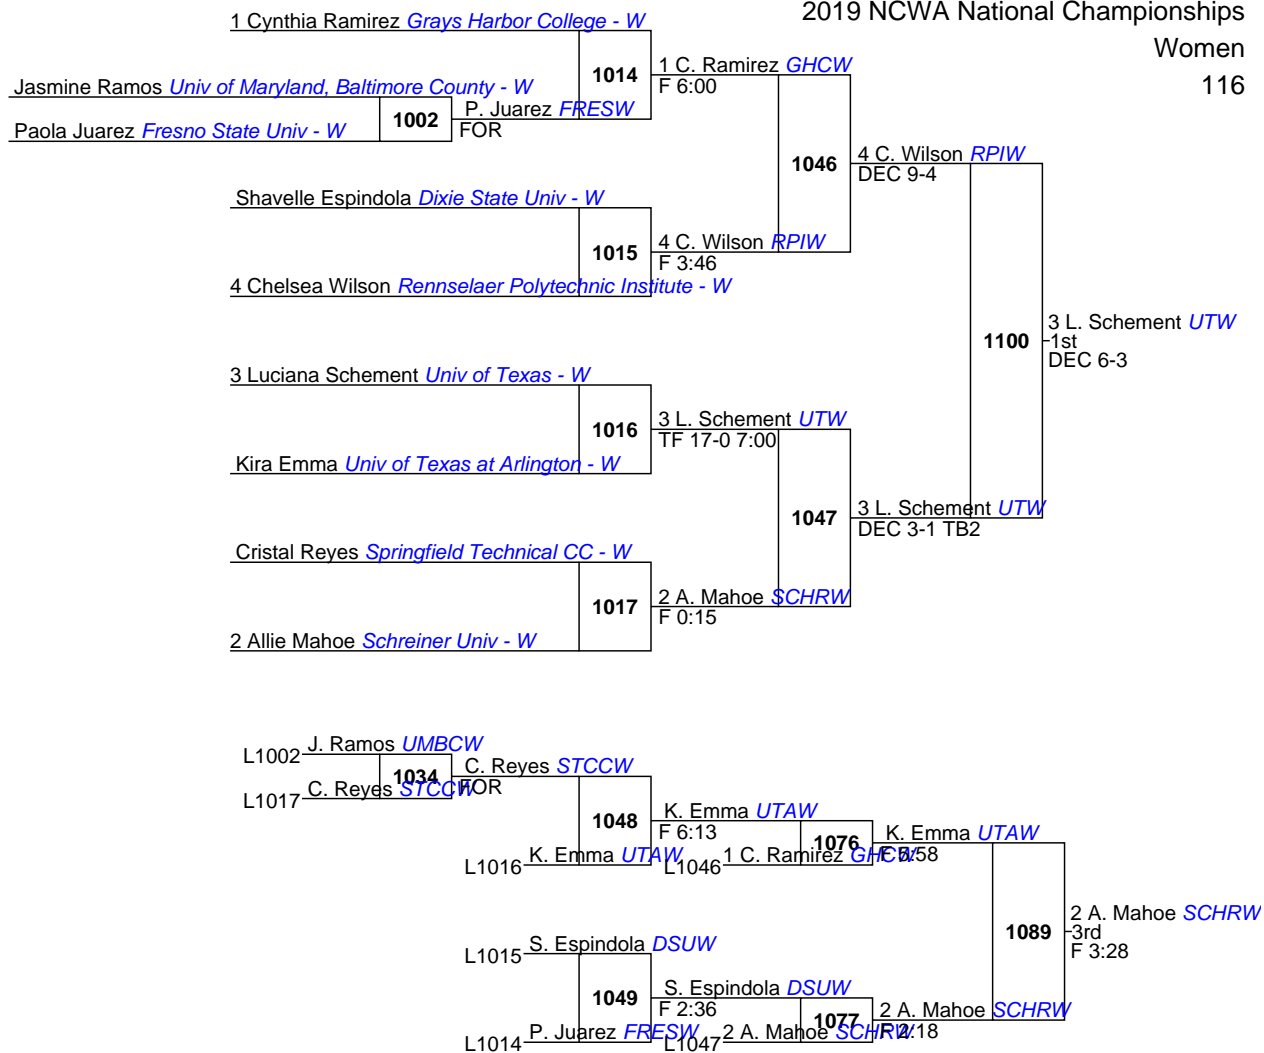 2019 NCWA National Championships
Women
116
1 Cynthia Ramirez Grays Harbor College - W
1014
1 C. Ramirez GHCW
F 6:00
Jasmine Ramos Univ of Maryland, Baltimore County - W
1002
P. Juarez FRESW
FOR
Paola Juarez Fresno State Univ - W
1046
4 C. Wilson RPIW
DEC 9-4
Shavelle Espindola Dixie State Univ - W
1015
4 C. Wilson RPIW
F 3:46
4 Chelsea Wilson Rennselaer Polytechnic Institute - W
1100
3 L. Schement UTW
1st
DEC 6-3
3 Luciana Schement Univ of Texas - W
1016
3 L. Schement UTW
TF 17-0 7:00
Kira Emma Univ of Texas at Arlington - W
1047
3 L. Schement UTW
DEC 3-1 TB2
Cristal Reyes Springfield Technical CC - W
1017
2 A. Mahoe SCHRW
F 0:15
2 Allie Mahoe Schreiner Univ - W
L1002 J. Ramos UMBCW
1034
C. Reyes STCCW
FOR
L1017 C. Reyes STCCW
1048
K. Emma UTAW
F 6:13
L1016 K. Emma UTAW
1076
L1046 1 C. Ramirez GHCW
K. Emma UTAW
F 5:58
1089
2 A. Mahoe SCHRW
3rd
F 3:28
L1015 S. Espindola DSUW
1049
S. Espindola DSUW
F 2:36
L1014 P. Juarez FRESW
1077
L1047 2 A. Mahoe SCHRW
2 A. Mahoe SCHRW
F 2:18